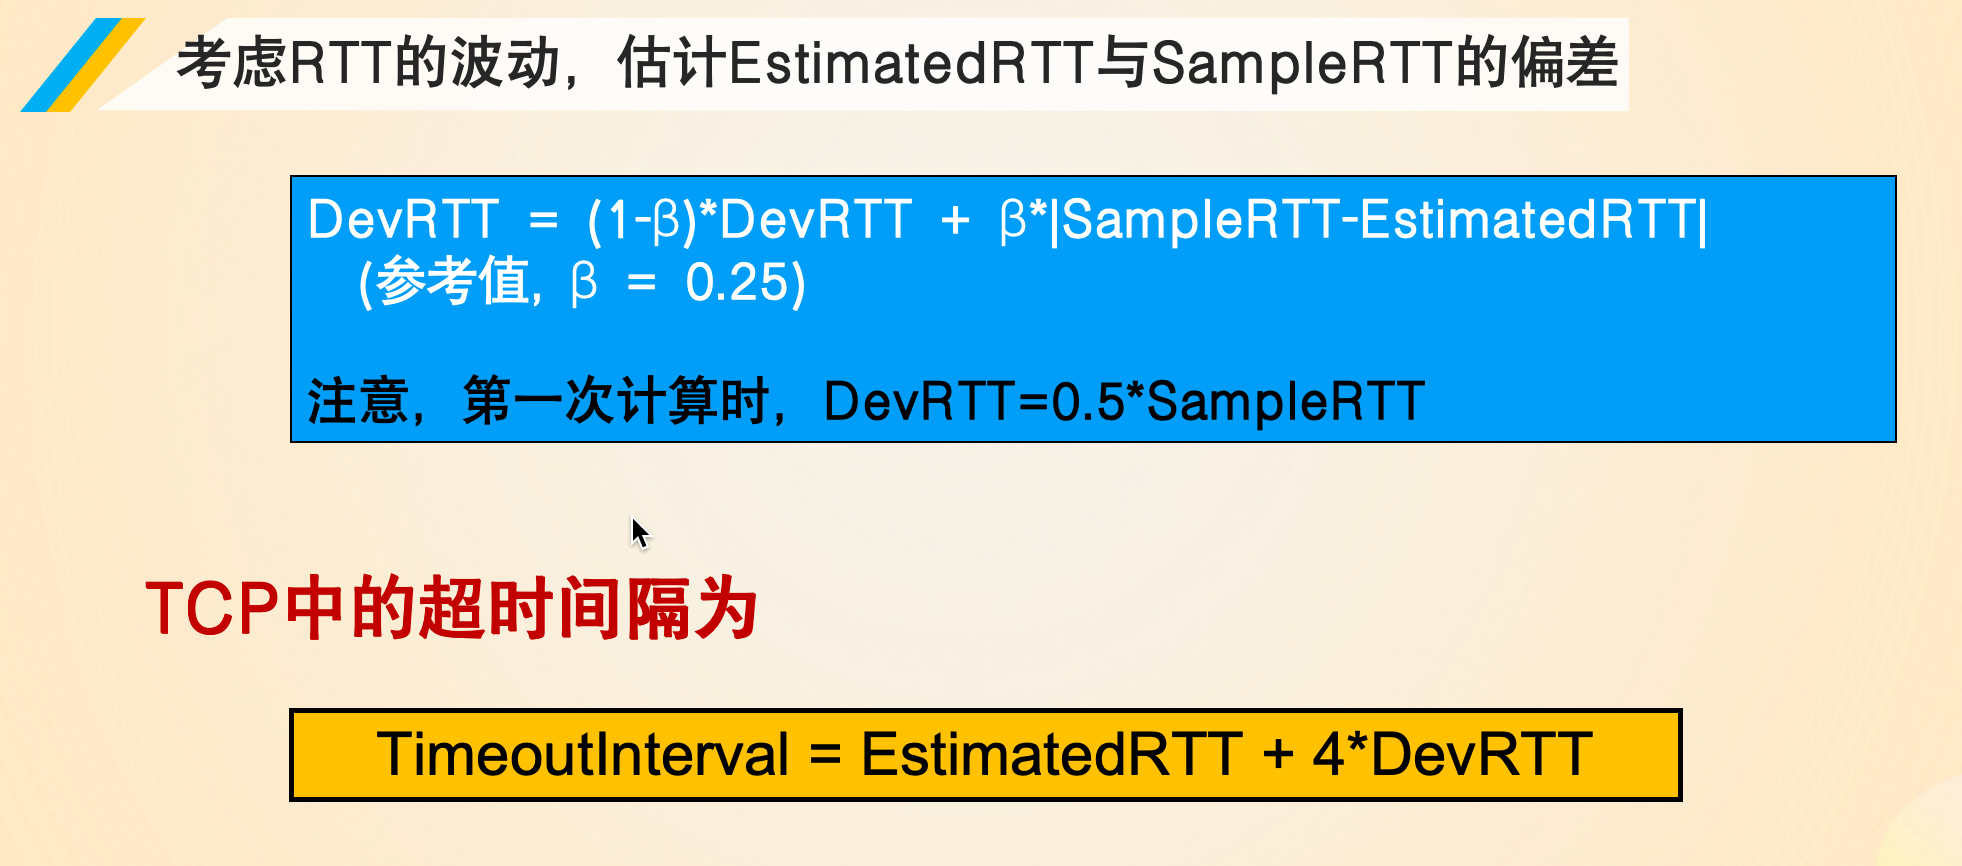 考虑RTT的波动，估计EstimatedRTT与SampleRTT的偏差
DevRTT = (1-β)*DevRTT + β*|SampleRTT-EstimatedRTT|
(参考值, β = 0.25)
注意，第一次计算时，DevRTT=0.5*SampleRTT
TCP中的超时间隔为
TimeoutInterval = EstimatedRTT + 4*DevRTT